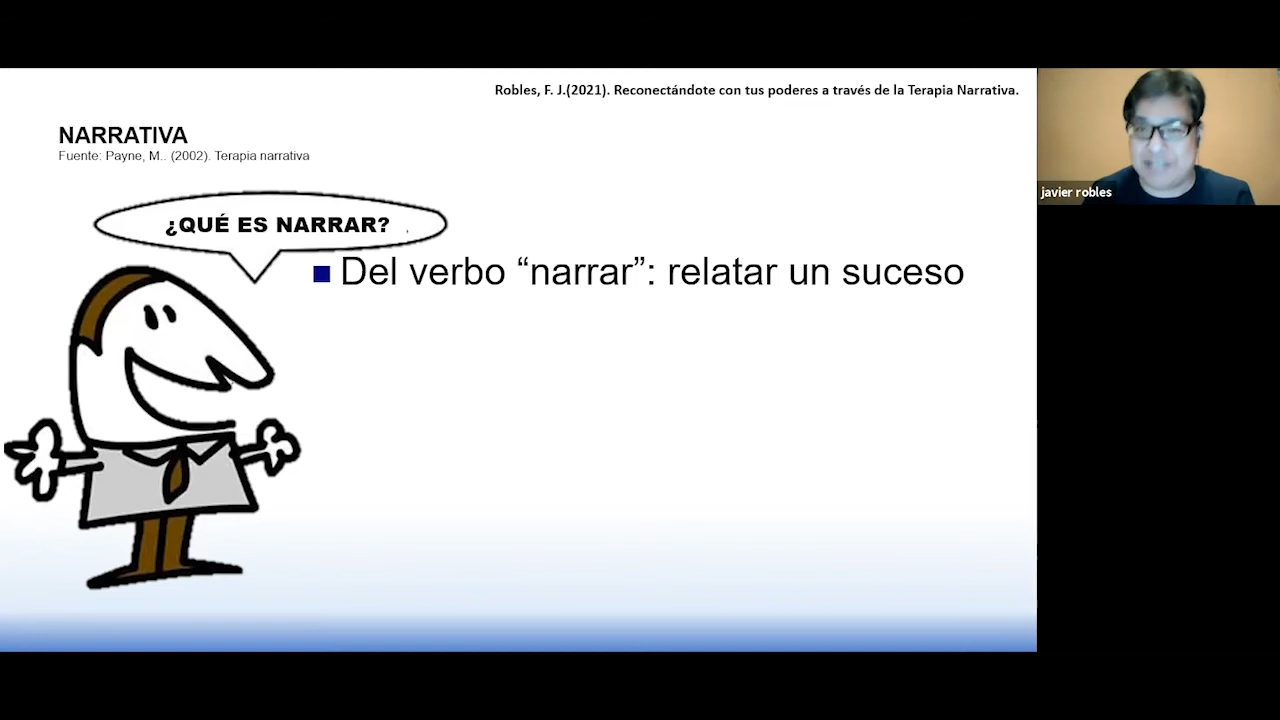 Robles, F. J.(2021). Reconectándote con tus poderes a través de la Terapia Narrativa.
NARRATIVA
Fuente: Payne, M.. (2002). Terapia narrativa
¿QUÉ ES NARRAR?
Del verbo “narrar”: relatar un suceso
javier robles